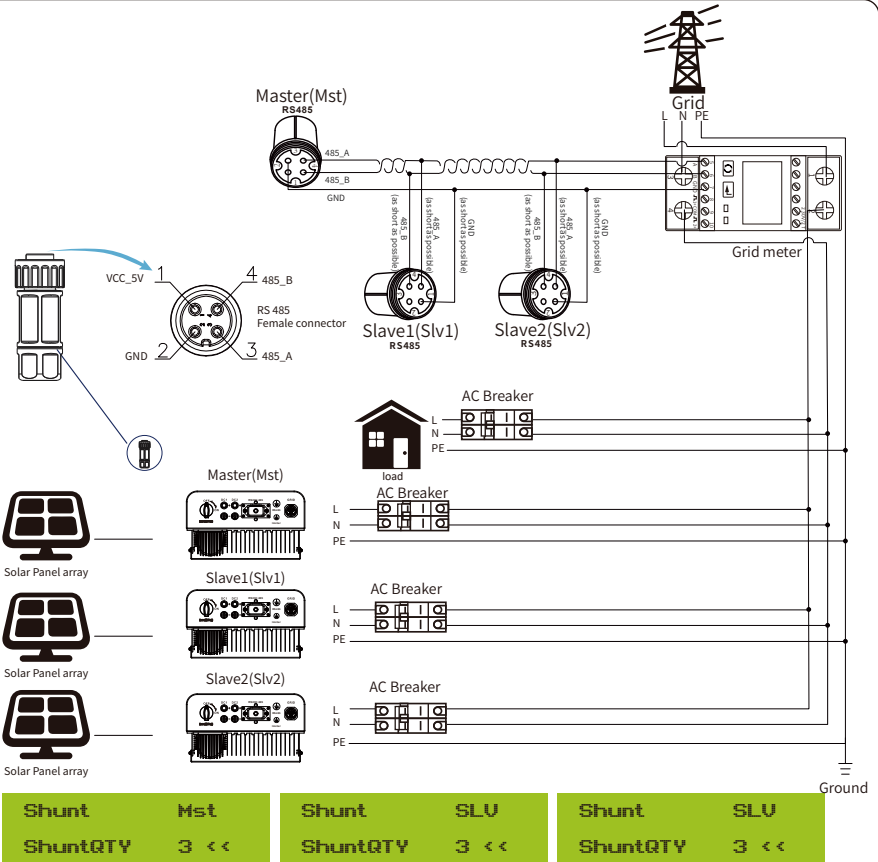 Grid
L N PE
Master(Mst)
RS485
485_A
485_B
GND
485_B
(as short as possible)
485_A
(as short as possible)
GND
(as short as possible)
485_B
(as short as possible)
485_A
(as short as possible)
GND
(as short as possible)
Grid meter
VCC_5V 1
4 485_B
RS 485
Female connector
GND 2
3 485_A
Slave1(Slv1)
RS485
Slave2(Slv2)
RS485
AC Breaker
L
N
PE
load
Master(Mst)
AC Breaker
L
N
PE
Solar Panel array
Slave1(Slv1)
AC Breaker
L
N
PE
Solar Panel array
Slave2(Slv2)
AC Breaker
L
N
PE
Solar Panel array
Ground
Shunt Mst
ShuntQTY 3 <<
Shunt SLV
ShuntQTY 3 <<
Shunt SLV
ShuntQTY 3 <<